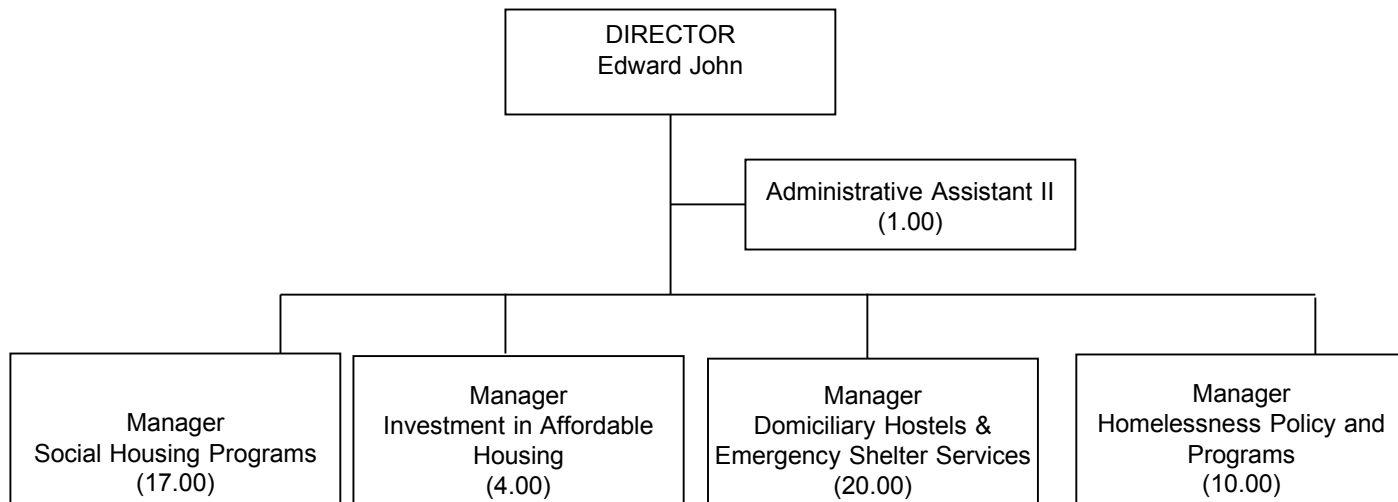 DIRECTOR
Edward John
Administrative Assistant II
(1.00)
Manager
Social Housing Programs
(17.00)
Manager
Investment in Affordable
Housing
(4.00)
Manager
Domiciliary Hostels &
Emergency Shelter Services
(20.00)
Manager
Homelessness Policy and
Programs
(10.00)